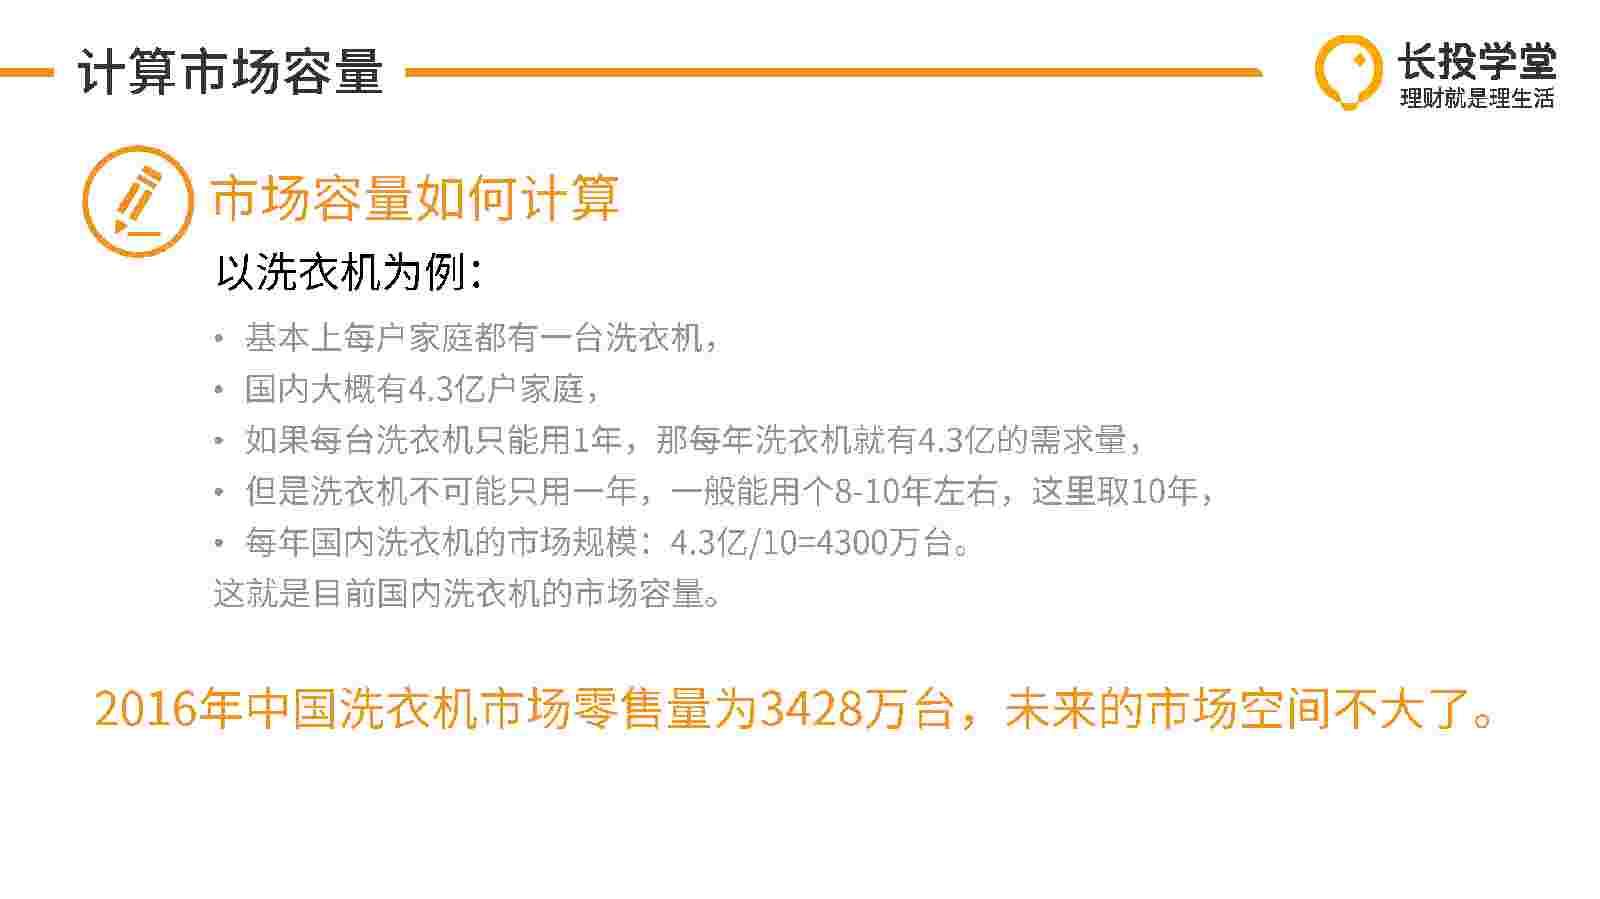 计算市场容量
长投学堂
理财就是理生活
市场容量如何计算
以洗衣机为例：
• 基本上每户家庭都有一台洗衣机，
• 国内大概有4.3亿户家庭，
• 如果每台洗衣机只能用1年，那每年洗衣机就有4.3亿的需求量，
• 但是洗衣机不可能只用一年，一般能用个8-10年左右，这里取10年，
• 每年国内洗衣机的市场规模：4.3亿/10=4300万台。
这就是目前国内洗衣机的市场容量。
2016年中国洗衣机市场零售量为3428万台，未来的市场空间不大了。